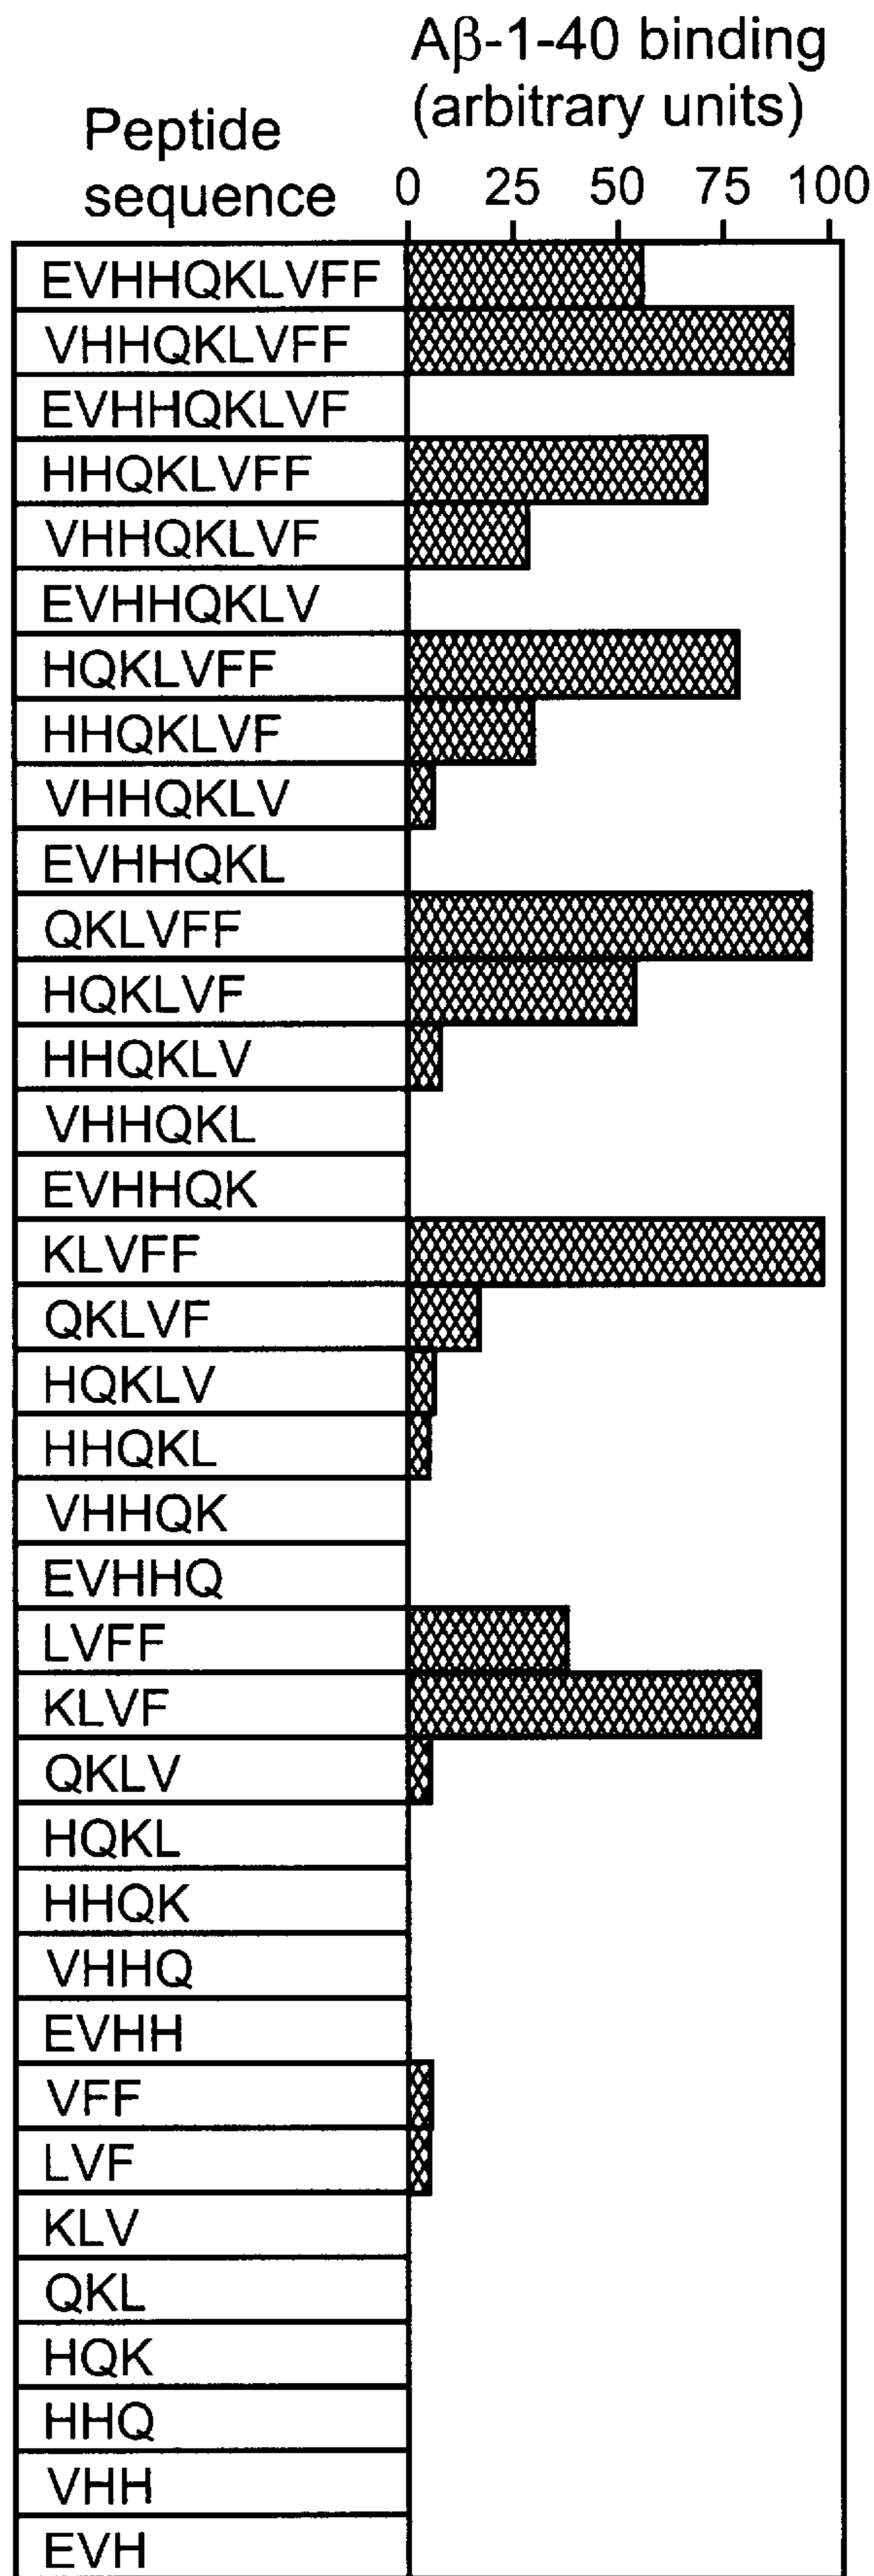 Aβ-1-40 binding
(arbitrary units)
Peptide
sequence
0 25 50 75 100
EVHHQKLVFF
VHHQKLVFF
EVHHQKLVF
HHQKLVFF
VHHQKLVF
EVHHQKLV
HQKLVFF
HHQKLVF
VHHQKLV
EVHHQKL
QKLVFF
HQKLVF
HHQKLV
VHHQKL
EVHHQK
KLVFF
QKLVF
HQKLV
HHQKL
VHHQK
EVHHQ
LVFF
KLVF
QKLV
HQKL
HHQK
VHHQ
EVHH
VFF
LVF
KLV
QKL
HQK
HHQ
VHH
EVH